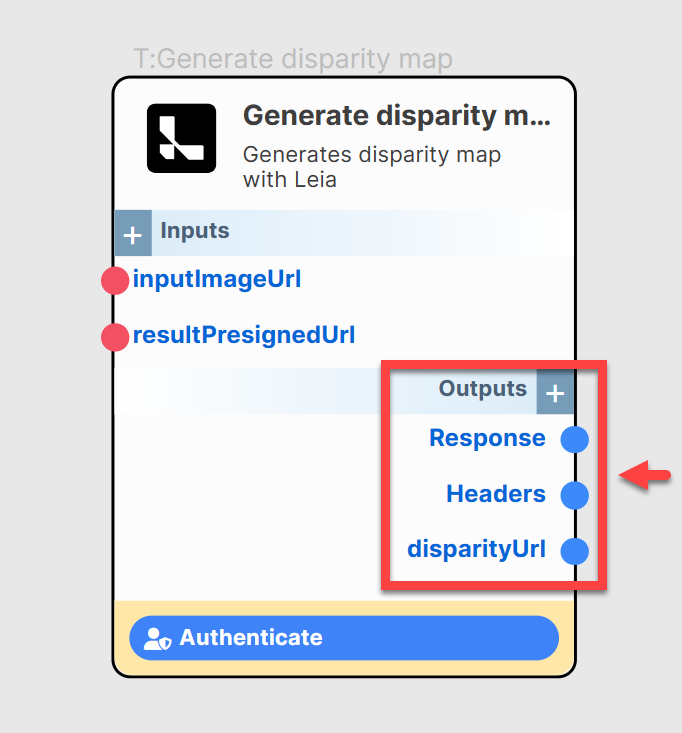 T:Generate disparity map
Generate disparity m...
Generates disparity map
with Leia
+ Inputs
inputImageUrl
resultPresignedUrl
Outputs +
Response
Headers
disparityUrl
Authenticate